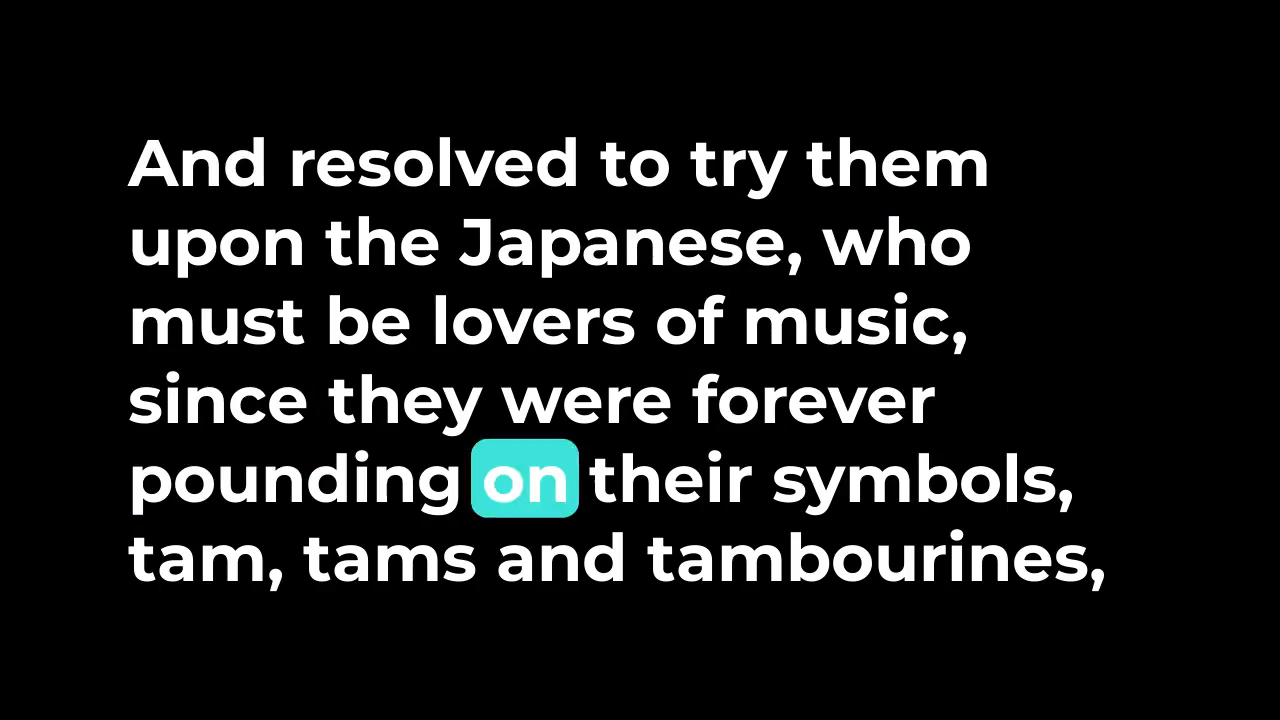 And resolved to try them
upon the Japanese, who
must be lovers of music,
since they were forever
pounding on their symbols,
tam, tams and tambourines,